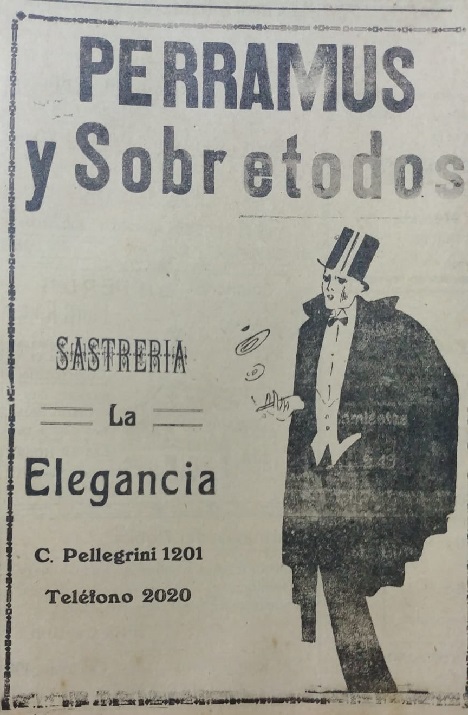 PERRAMUS
y Sobretodos
SASTRERIA
La
Elegancia
C. Pellegrini 1201
Teléfono 2020